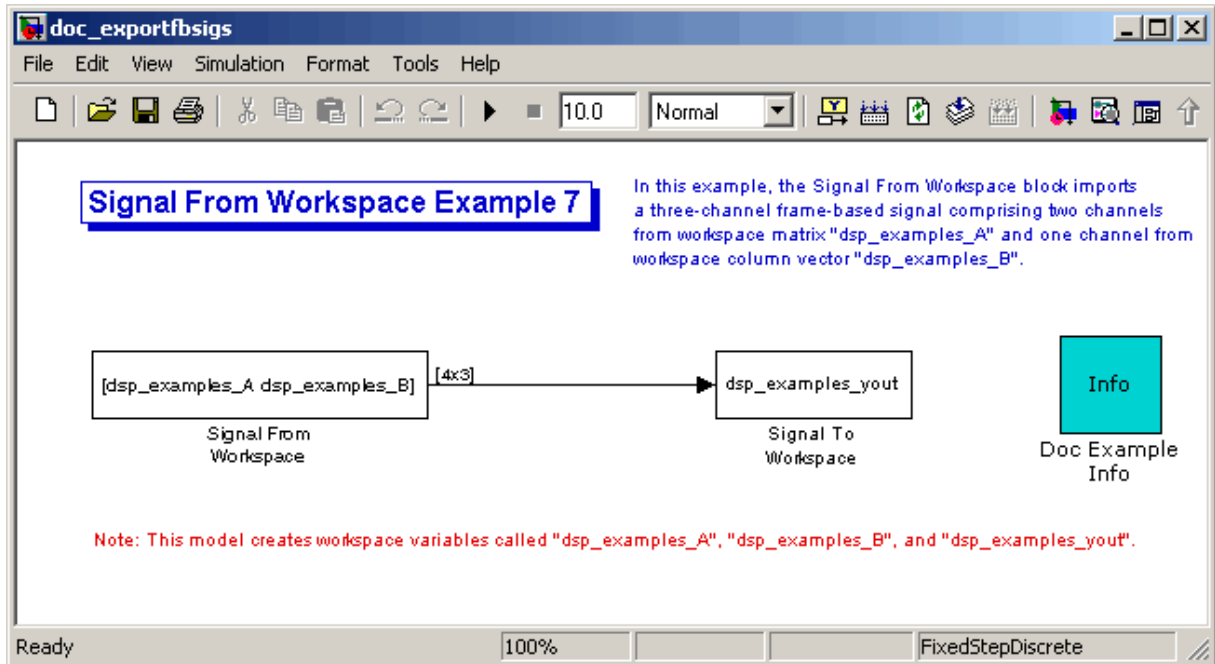 doc_exportfbsigs
File Edit View Simulation Format Tools Help
10.0 Normal
Signal From Workspace Example 7
In this example, the Signal From Workspace block imports
a three-channel frame-based signal comprising two channels
from workspace matrix "dsp_examples_A" and one channel from
workspace column vector "dsp_examples_B".
[dsp_examples_A dsp_examples_B]
[4x3]
dsp_examples_yout
Info
Signal From
Workspace
Signal To
Workspace
Doc Example
Info
Note: This model creates workspace variables called "dsp_examples_A", "dsp_examples_B", and "dsp_examples_yout".
Ready 100% FixedStepDiscrete